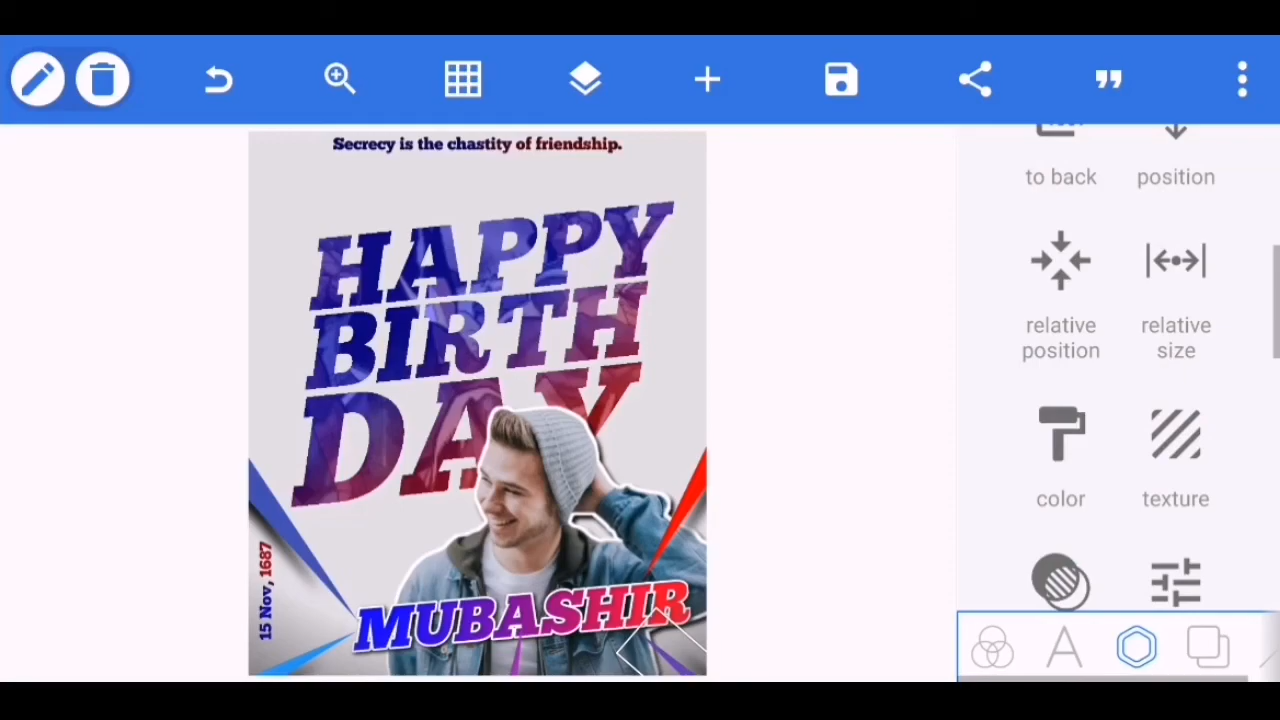 Secrecy is the chastity of friendship.
HAPPY
BIRTH
DAY
MUBASHIR
15 Nov, 1687
to back
position
relative
position
relative
size
color
texture